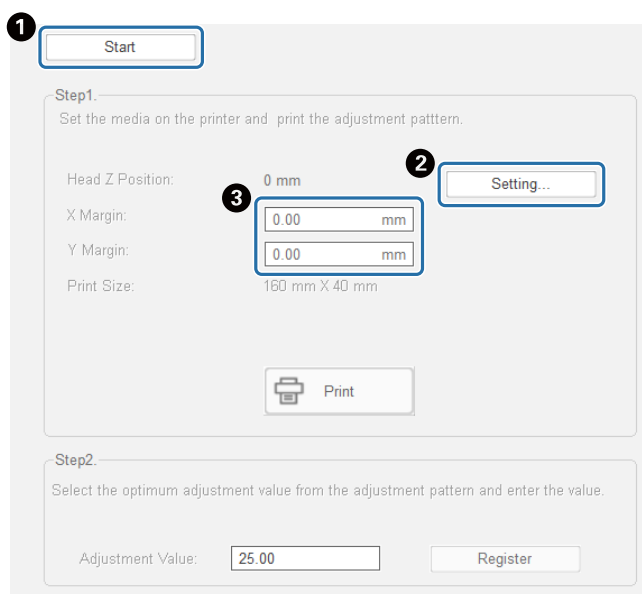 1
Start
Step1.
Set the media on the printer and print the adjustment patttern.
2
Head Z Position: 0 mm Setting...
3
X Margin: 0.00 mm
Y Margin: 0.00 mm
Print Size: 160 mm X 40 mm
Print
Step2.
Select the optimum adjustment value from the adjustment pattern and enter the value.
Adjustment Value: 25.00 Register